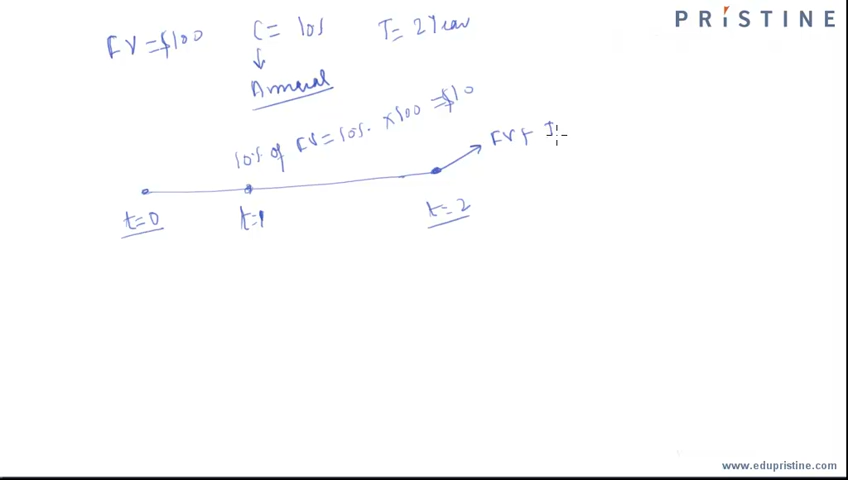 PRISTINE
FV = $100 C = 10% T = 2 Year
Annual
10% of FV = 10% × 100 = $10
FV + I
t=0 t=1 t=2
www.edupristine.com